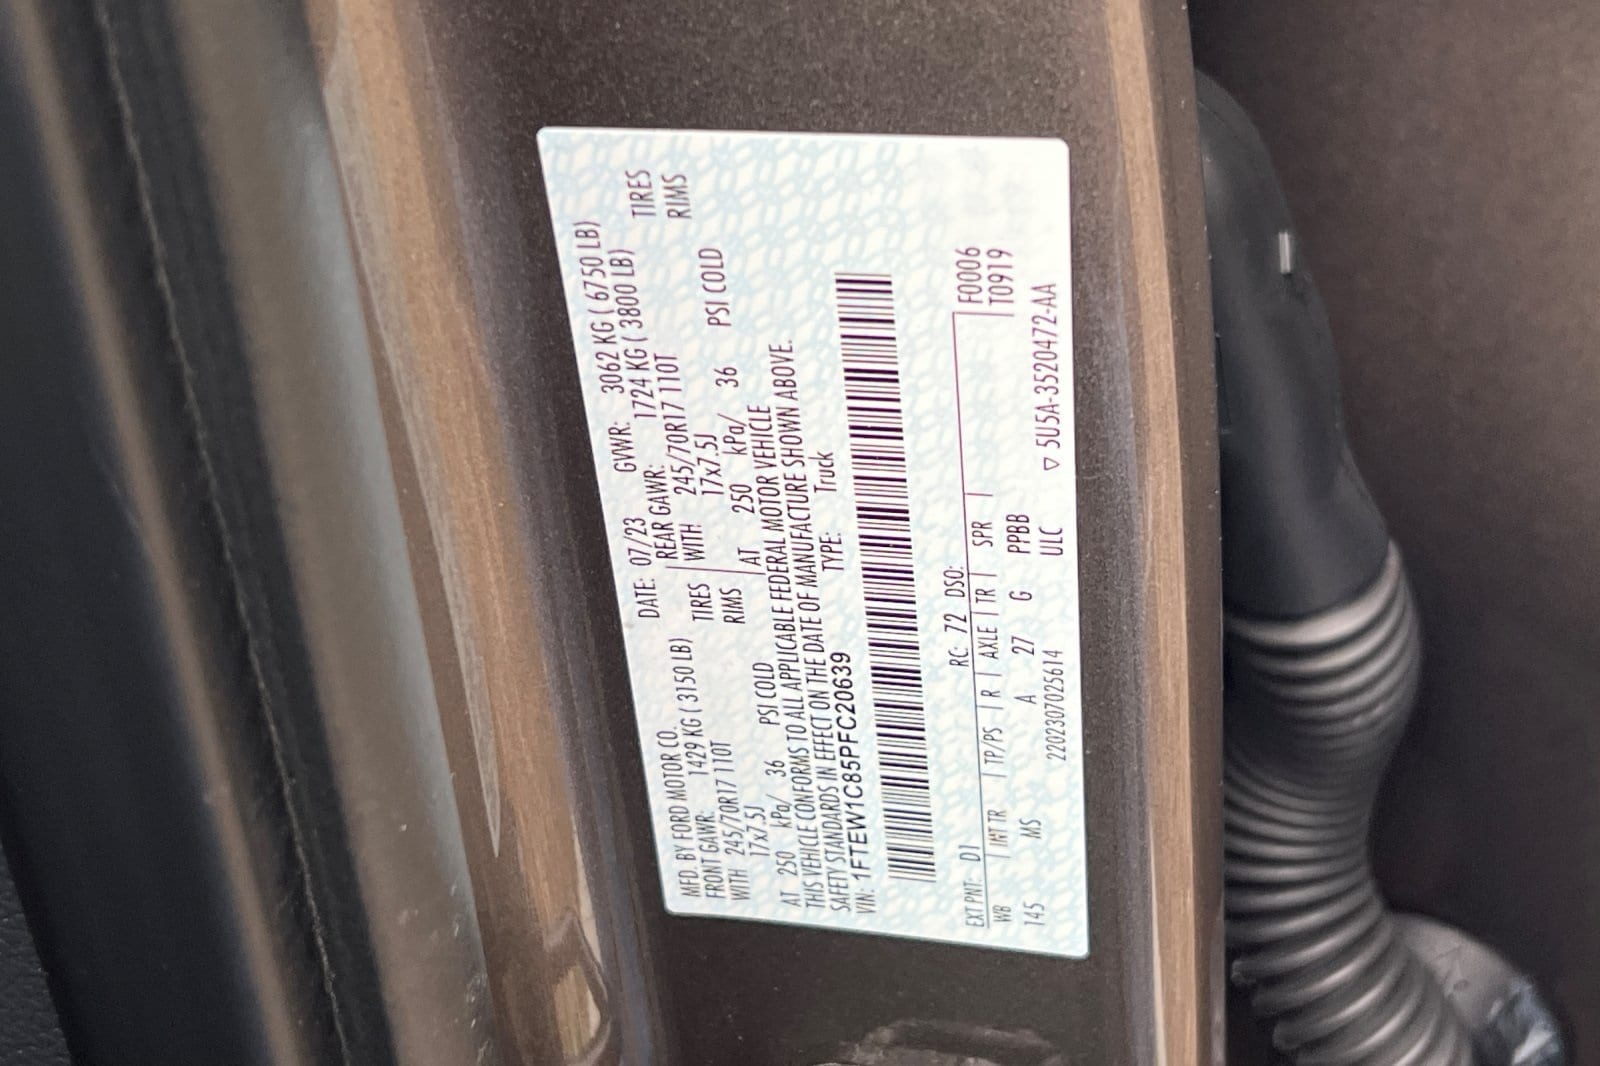 MFD. BY FORD MOTOR CO.
DATE: 07/23 GVWR: 3062 KG ( 6750 LB)
FRONT GAWR: 1429 KG ( 3150 LB) REAR GAWR: 1724 KG ( 3800 LB)
WITH 245/70R17 110T TIRES WITH 245/70R17 110T TIRES
17x7.5J RIMS 17x7.5J RIMS
AT 250 kPa/ 36 PSI COLD AT 250 kPa/ 36 PSI COLD
THIS VEHICLE CONFORMS TO ALL APPLICABLE FEDERAL MOTOR VEHICLE
SAFETY STANDARDS IN EFFECT ON THE DATE OF MANUFACTURE SHOWN ABOVE.
VIN: 1FTEW1C85PFC20639 TYPE: Truck
F0006
T0919
EXT PNT: D1 RC: 72 DSO:
WB INT TR TP/PS R AXLE TR SPR
145 MS A 27 G PPBB
2202307025614 ULC ▽ 5U5A-3520472-AA